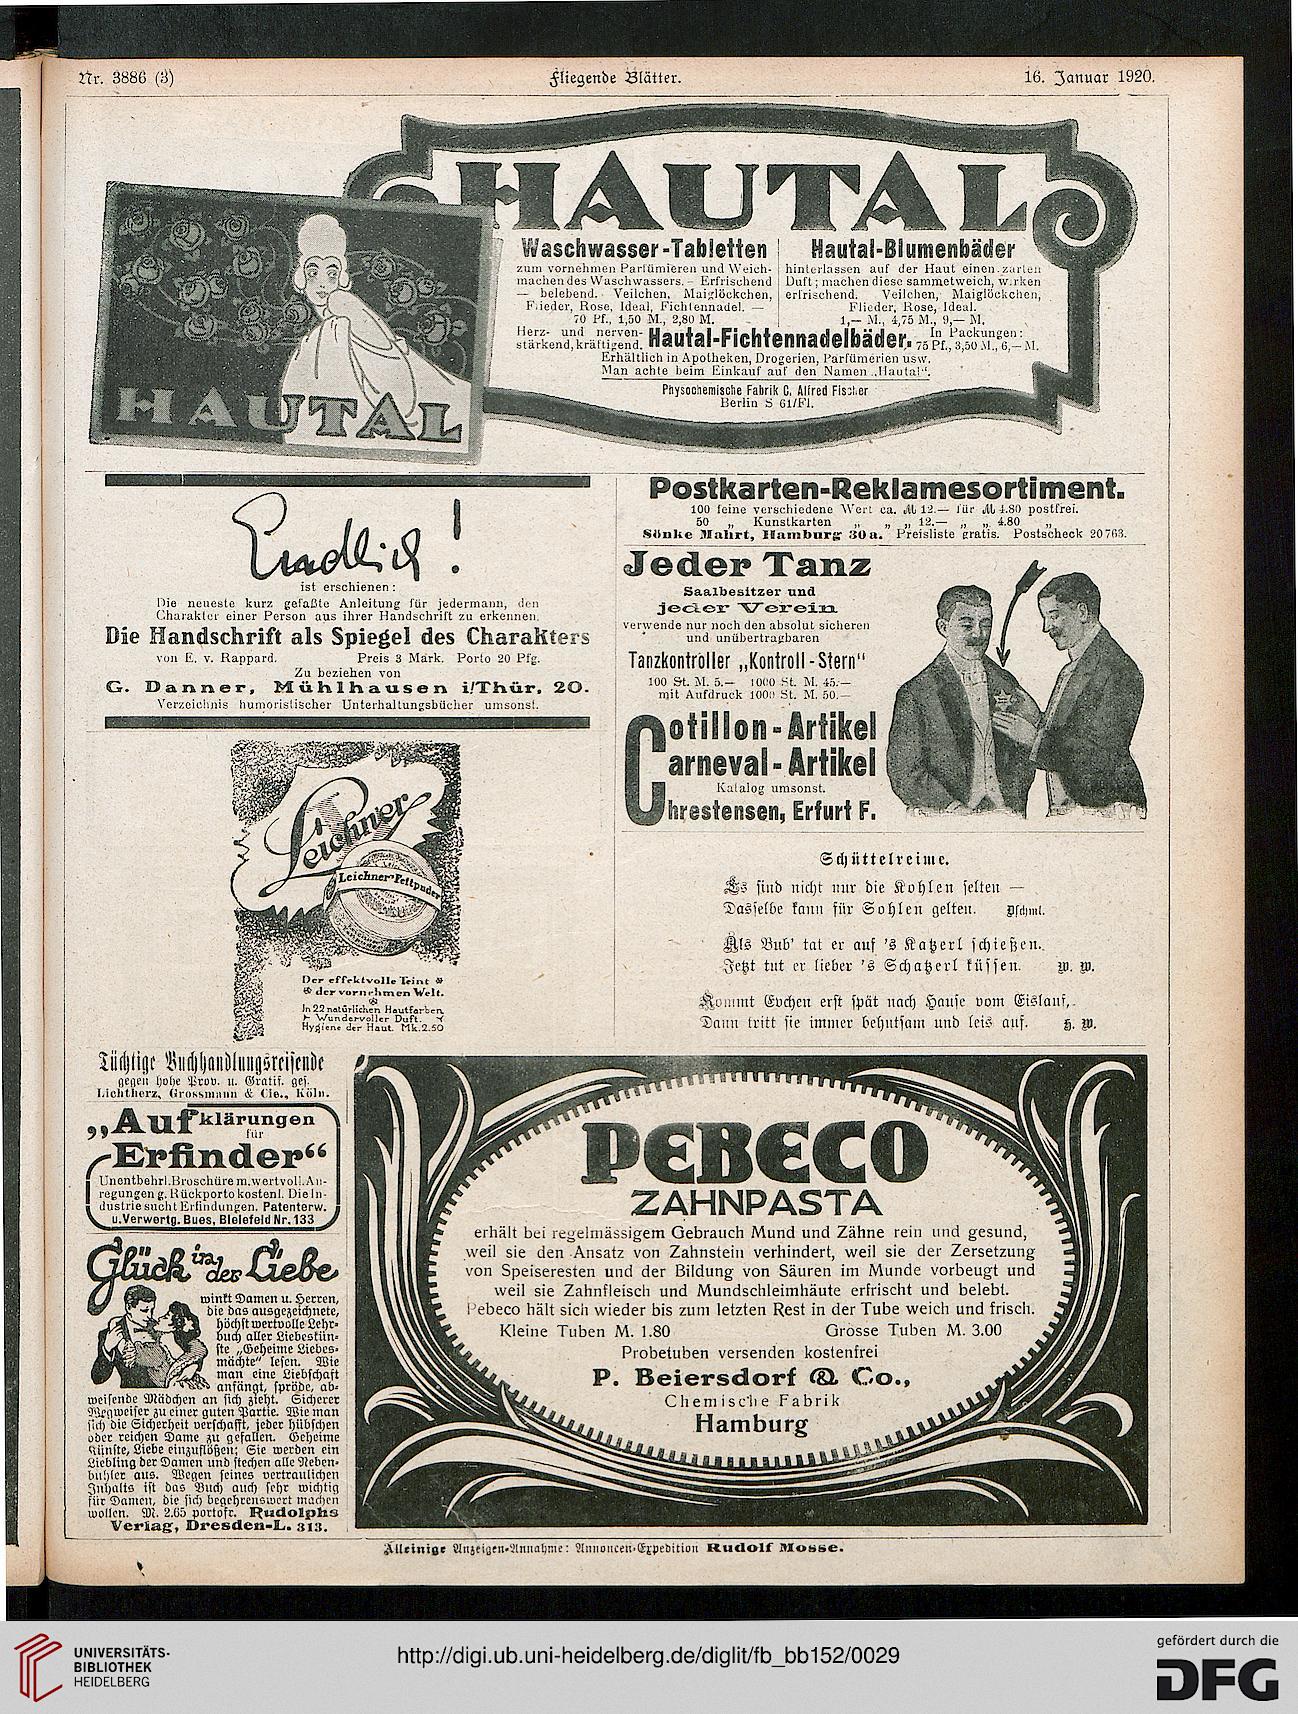 Nr. 3886 (3)
Fliegende Blätter.
16. Januar 1920.
HAUTAL
HAUTAL
Waschwasser-Tabletten
zum vornehmen Parfümieren und Weich-
machen des Waschwassers. – Erfrischend
— belebend. Veilchen, Maiglöckchen,
Flieder, Rose, Ideal, Fichtennadel. —
70 Pf., 1,50 M., 2,80 M.
Hautal-Blumenbäder
hinterlassen auf der Haut einen zarten
Duft; machen diese sammetweich, wirken
erfrischend. Veilchen, Maiglöckchen,
Flieder, Rose, Ideal.
1,— M., 4,75 M., 9,— M.
Herz- und nerven-
stärkend, kräftigend.
Hautal-Fichtennadelbäder.
In Packungen:
75 Pf., 3,50 M., 6,— M.
Erhältlich in Apotheken, Drogerien, Parfümerien usw.
Man achte beim Einkauf auf den Namen „Hautal“.
Physochemische Fabrik C. Alfred Fischer
Berlin S 61/Fl.
Endlich!
ist erschienen:
Die neueste kurz gefaßte Anleitung für jedermann, den
Charakter einer Person aus ihrer Handschrift zu erkennen.
Die Handschrift als Spiegel des Charakters
von E. v. Rappard. Preis 3 Mark. Porto 20 Pfg.
Zu beziehen von
G. Danner, Mühlhausen i/Thür. 20.
Verzeichnis humoristischer Unterhaltungsbücher umsonst.
Postkarten-Reklamesortiment.
100 feine verschiedene Wert ca. ℳ 12.— für ℳ 4.80 postfrei.
50 „ Kunstkarten „ „ „ 12.— „ „ 4.80 „
Sönke Mahrt, Hamburg 30a. Preisliste gratis. Postscheck 20763.
Jeder Tanz
Saalbesitzer und
jeder Verein
verwende nur noch den absolut sicheren
und unübertragbaren
Tanzkontroller „Kontroll-Stern“
100 St. M. 5.— 1000 St. M. 45.—
mit Aufdruck 1000 St. M. 50.—
Cotillon-Artikel
Carneval-Artikel
Katalog umsonst.
Chrestensen, Erfurt F.
Leichner
Leichner Fettpuder
Der effektvolle Teint
der vornehmen Welt.
In 22 natürlichen Hautfarben.
Wundervoller Duft.
Hygiene der Haut. Mk. 2.50
Schüttelreime.
Es sind nicht nur die Kohlen selten —
Dasselbe kann für Sohlen gelten. Dschml.
Als Bub' tat er auf 's Katzerl schießen.
Jetzt tut er lieber 's Schatzerl küssen. W. W.
Kommt Evchen erst spät nach Hause vom Eislauf,
Dann tritt sie immer behutsam und leis auf. H. W.
Tüchtige Buchhandlungsreisende
gegen hohe Prov. u. Gratif. ges.
Lichtherz, Grossmann & Cie., Köln.
„Aufklärungen
für
Erfinder“
Unentbehrl. Broschüre m. wertvoll. An-
regungen g. Rückporto kostenl. Die In-
dustrie sucht Erfindungen. Patenterw.
u. Verwertg. Bues, Bielefeld Nr. 133
Glück in der Liebe
winkt Damen u. Herren,
die das ausgezeichnete,
höchst wertvolle Lehr-
buch aller Liebeskün-
ste „Geheime Liebes-
mächte“ lesen. Wie
man eine Liebschaft
anfängt, spröde, ab-
weisende Mädchen an sich zieht. Sicherer
Wegweiser zu einer guten Partie. Wie man
sich die Sicherheit verschafft, jeder hübschen
oder reichen Dame zu gefallen. Geheime
Künste, Liebe einzuflößen; Sie werden ein
Liebling der Damen und stechen alle Neben-
buhler aus. Wegen seines vertraulichen
Inhalts ist das Buch auch sehr wichtig
für Damen, die sich begehrenswert machen
wollen. M. 2.65 portofr. Rudolphs
Verlag, Dresden-L. 313.
PEBECO
ZAHNPASTA
erhält bei regelmässigem Gebrauch Mund und Zähne rein und gesund,
weil sie den Ansatz von Zahnstein verhindert, weil sie der Zersetzung
von Speiseresten und der Bildung von Säuren im Munde vorbeugt und
weil sie Zahnfleisch und Mundschleimhäute erfrischt und belebt.
Pebeco hält sich wieder bis zum letzten Rest in der Tube weich und frisch.
Kleine Tuben M. 1.80 Grosse Tuben M. 3.00
Probetuben versenden kostenfrei
P. Beiersdorf & Co.,
Chemische Fabrik
Hamburg
Alleinige Anzeigen-Annahme: Annoncen-Expedition Rudolf Mosse.
UNIVERSITÄTS-
BIBLIOTHEK
HEIDELBERG
http://digi.ub.uni-heidelberg.de/diglit/fb_bb152/0029
gefördert durch die
DFG